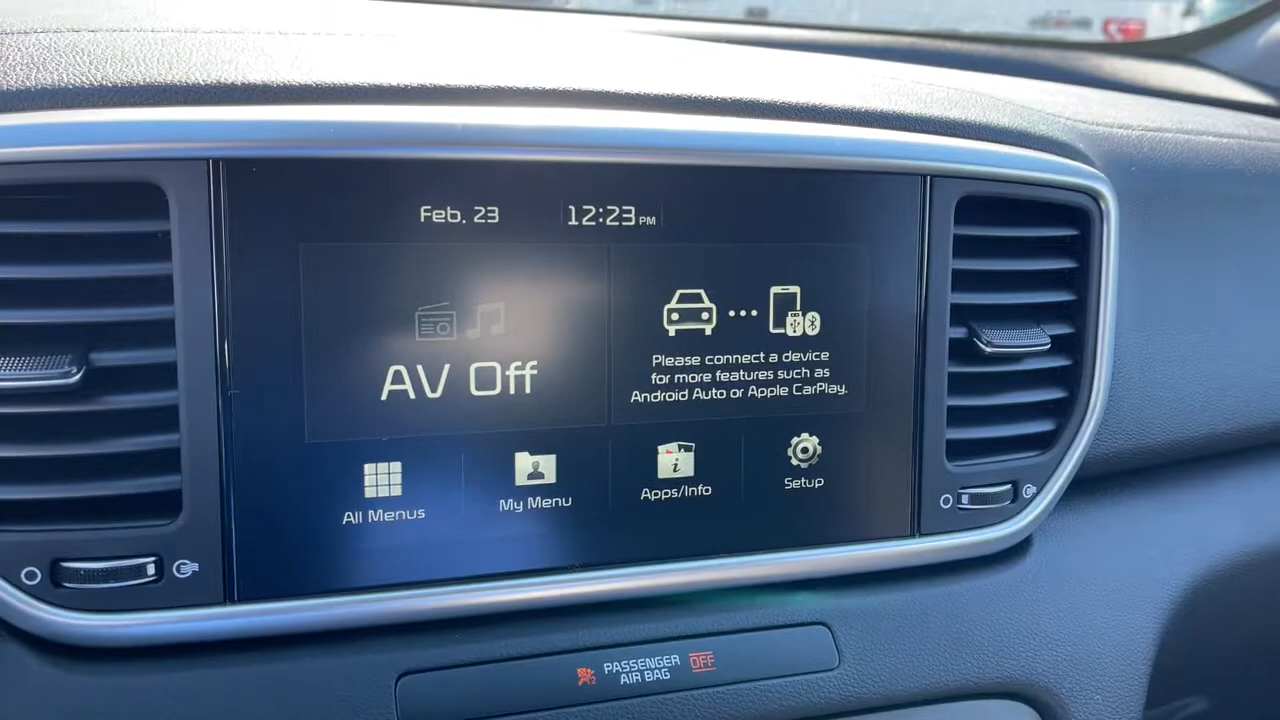 Feb. 23
12:23 PM
AV Off
Please connect a device
for more features such as
Android Auto or Apple CarPlay.
All Menus
My Menu
Apps/Info
Setup
PASSENGER
AIR BAG
OFF
2